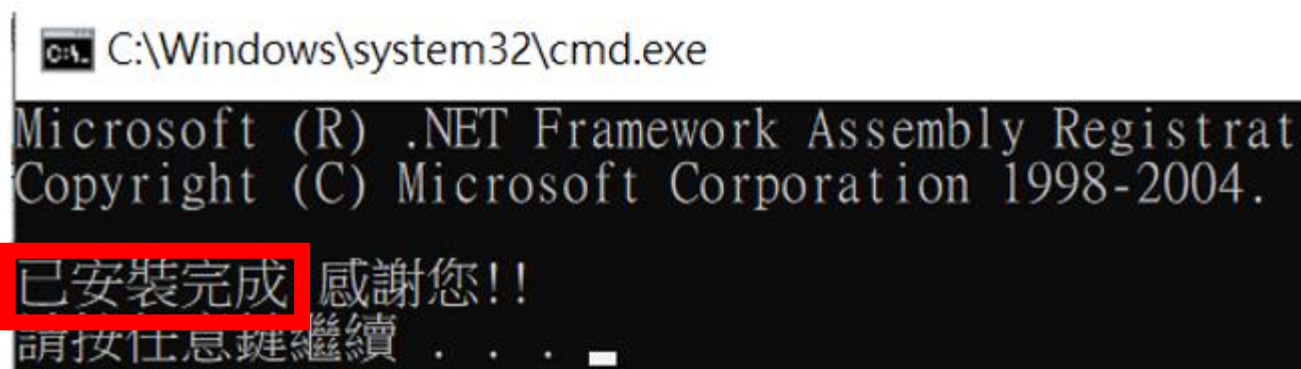 C:\Windows\system32\cmd.exe
Microsoft (R) .NET Framework Assembly Registrat
Copyright (C) Microsoft Corporation 1998-2004.
已安裝完成 感謝您!!
請按任意鍵繼續 . . .